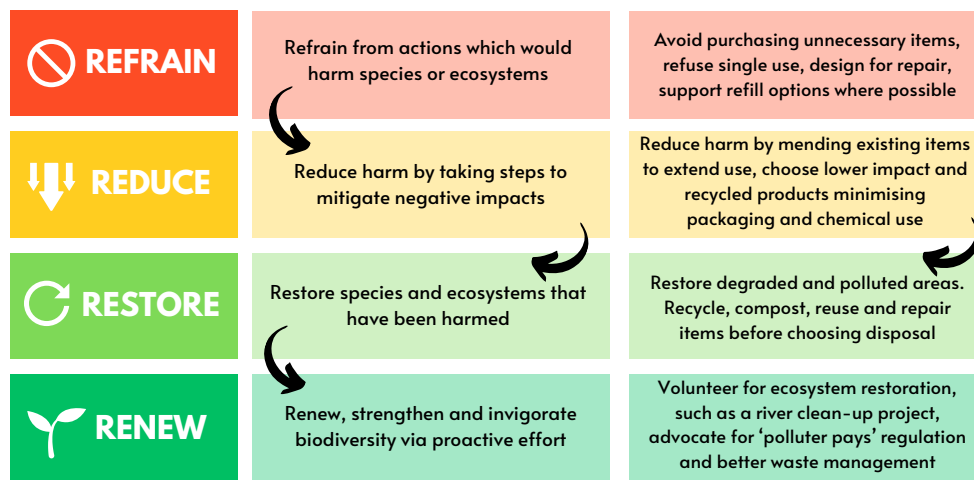 REFRAIN
Refrain from actions which would
harm species or ecosystems
Avoid purchasing unnecessary items,
refuse single use, design for repair,
support refill options where possible
REDUCE
Reduce harm by taking steps to
mitigate negative impacts
Reduce harm by mending existing items
to extend use, choose lower impact and
recycled products minimising
packaging and chemical use
RESTORE
Restore species and ecosystems that
have been harmed
Restore degraded and polluted areas.
Recycle, compost, reuse and repair
items before choosing disposal
RENEW
Renew, strengthen and invigorate
biodiversity via proactive effort
Volunteer for ecosystem restoration,
such as a river clean-up project,
advocate for ‘polluter pays’ regulation
and better waste management